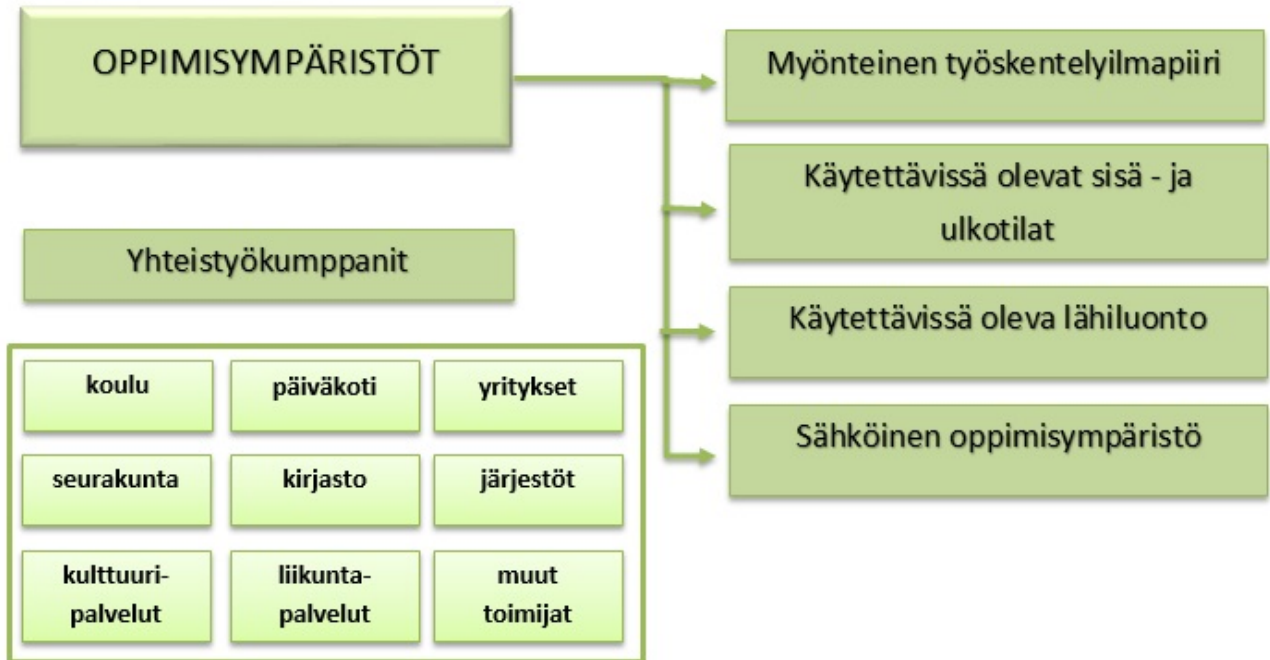 OPPIMISYMPÄRISTÖT
Myönteinen työskentelyilmapiiri
Käytettävissä olevat sisä - ja
ulkotilat
Käytettävissä oleva lähiluonto
Sähköinen oppimisympäristö
Yhteistyökumppanit
koulu
päiväkoti
yritykset
seurakunta
kirjasto
järjestöt
kulttuuri-
palvelut
liikunta-
palvelut
muut
toimijat